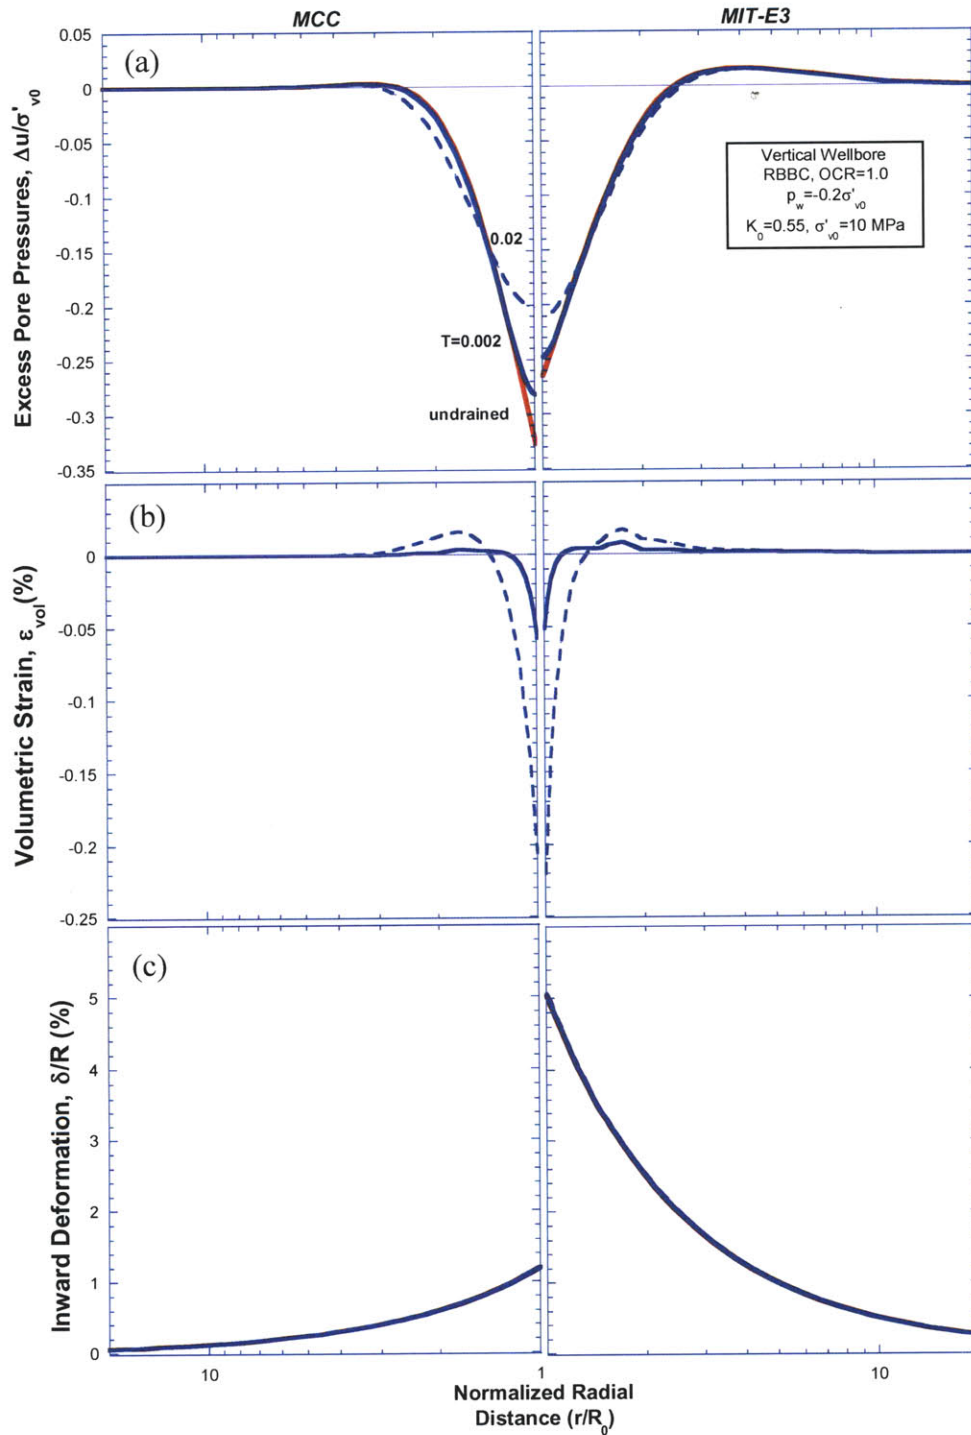 MCC
MIT-E3
Excess Pore Pressures, Δu/σ'v0
0.05
0
-0.05
-0.1
-0.15
-0.2
-0.25
-0.3
-0.35
(a)
0.02
T=0.002
undrained
Vertical Wellbore
RBBC, OCR=1.0
pw=-0.2σ'v0
K0=0.55, σ'v0=10 MPa
Volumetric Strain, εvol(%)
0
-0.05
-0.1
-0.15
-0.2
-0.25
(b)
Inward Deformation, δ/R (%)
5
4
3
2
1
0
(c)
10
1
10
Normalized Radial
Distance (r/R0)